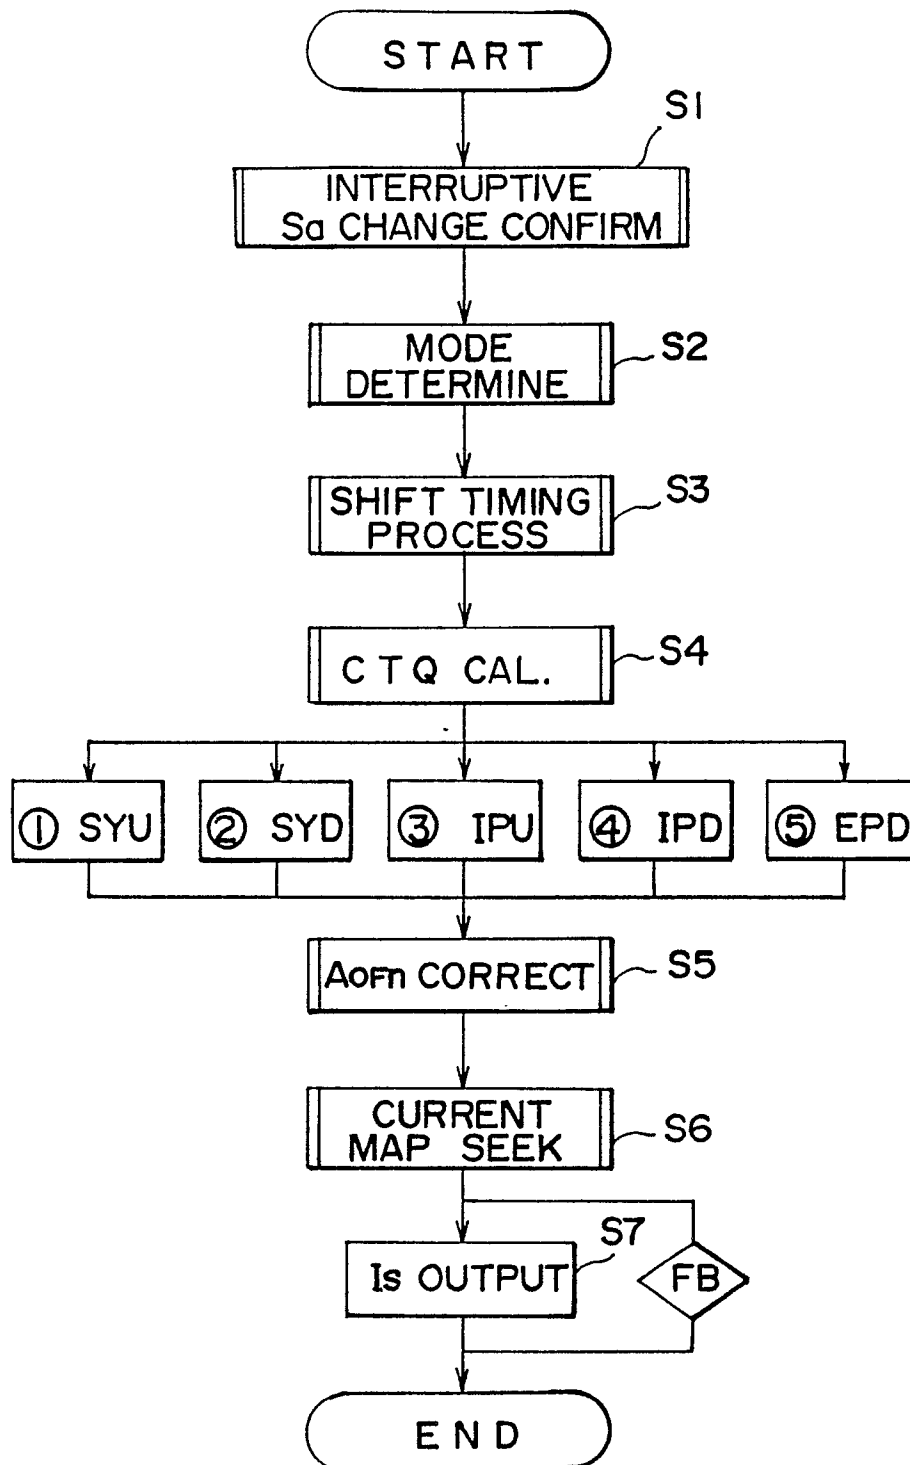 START
S1
INTERRUPTIVE
Sa CHANGE CONFIRM
MODE
DETERMINE
S2
SHIFT TIMING
PROCESS
S3
CTQ CAL.
S4
① SYU
② SYD
③ IPU
④ IPD
⑤ EPD
AOFn CORRECT
S5
CURRENT
MAP SEEK
S6
S7
Is OUTPUT
FB
END